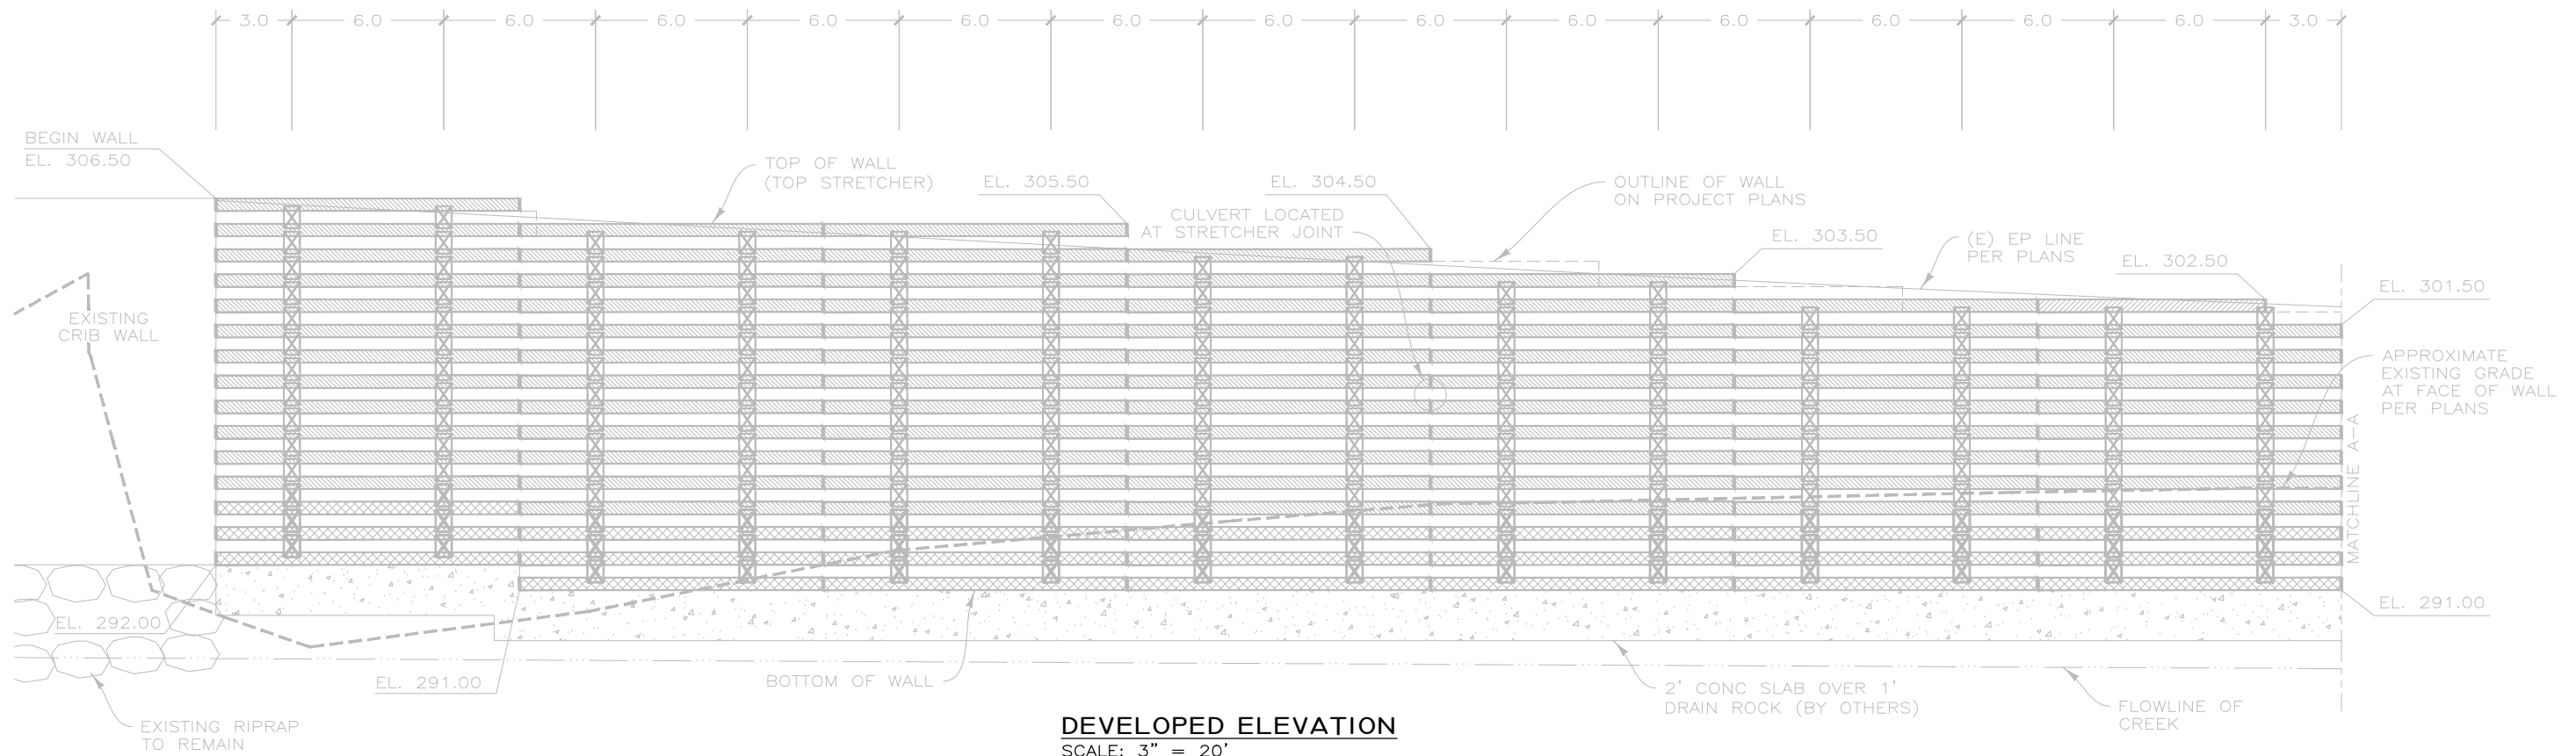 3.0 6.0 6.0 6.0 6.0 6.0 6.0 6.0 6.0 6.0 6.0 6.0 6.0 6.0 3.0
BEGIN WALL
EL. 306.50
TOP OF WALL
(TOP STRETCHER)
EL. 305.50
EL. 304.50
CULVERT LOCATED
AT STRETCHER JOINT
OUTLINE OF WALL
ON PROJECT PLANS
EL. 303.50
(E) EP LINE
PER PLANS
EL. 302.50
EL. 301.50
EXISTING
CRIB WALL
APPROXIMATE
EXISTING GRADE
AT FACE OF WALL
PER PLANS
MATCHLINE A-A
EL. 292.00
EL. 291.00
EL. 291.00
BOTTOM OF WALL
2' CONC SLAB OVER 1'
DRAIN ROCK (BY OTHERS)
FLOWLINE OF
CREEK
EXISTING RIPRAP
TO REMAIN
DEVELOPED ELEVATION
SCALE: 3" = 20'